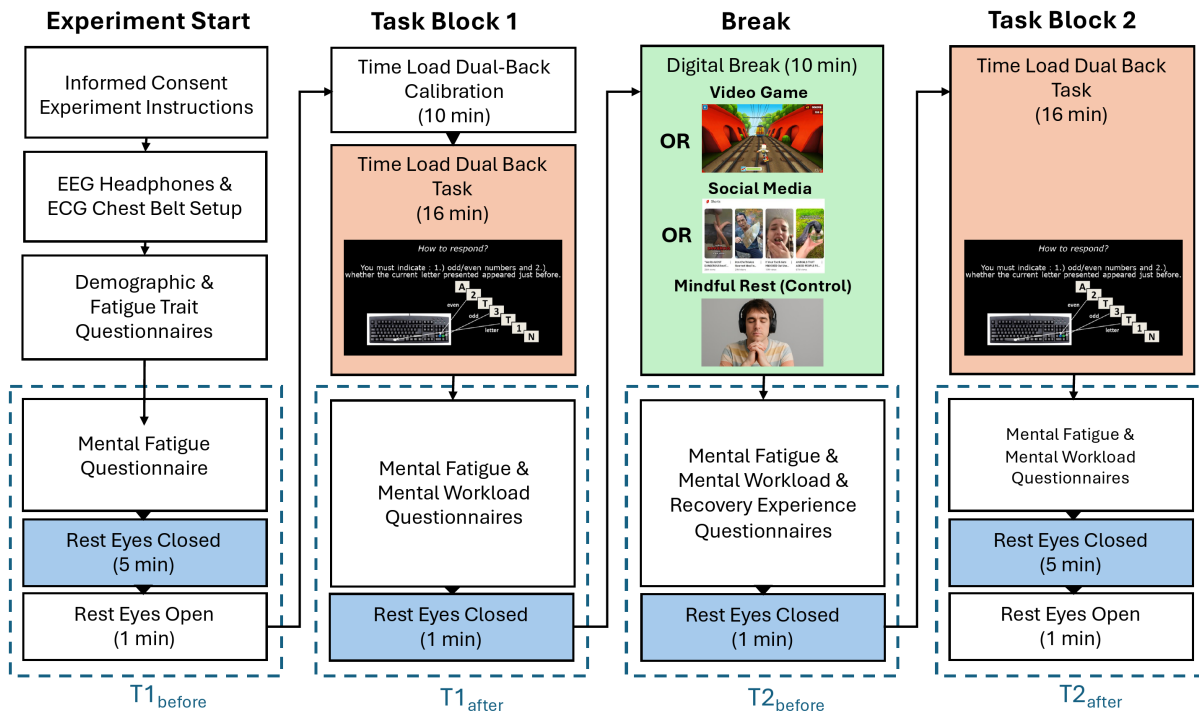 Experiment Start
Informed Consent
Experiment Instructions
EEG Headphones &
ECG Chest Belt Setup
Demographic &
Fatigue Trait
Questionnaires
Mental Fatigue
Questionnaire
Rest Eyes Closed
(5 min)
Rest Eyes Open
(1 min)
T1before
Task Block 1
Time Load Dual-Back
Calibration
(10 min)
Time Load Dual Back
Task
(16 min)
How to respond?
You must indicate : 1.) odd/even numbers and 2.)
whether the current letter presented appeared just before.
A
2
T
3
T
1
N
even
odd
letter
Mental Fatigue &
Mental Workload
Questionnaires
Rest Eyes Closed
(1 min)
T1after
Break
Digital Break (10 min)
Video Game
OR
Social Media
OR
Mindful Rest (Control)
Mental Fatigue &
Mental Workload &
Recovery Experience
Questionnaires
Rest Eyes Closed
(1 min)
T2before
Task Block 2
Time Load Dual Back
Task
(16 min)
How to respond?
You must indicate : 1.) odd/even numbers and 2.)
whether the current letter presented appeared just before.
A
2
T
3
T
1
N
even
odd
letter
Mental Fatigue &
Mental Workload
Questionnaires
Rest Eyes Closed
(5 min)
Rest Eyes Open
(1 min)
T2after